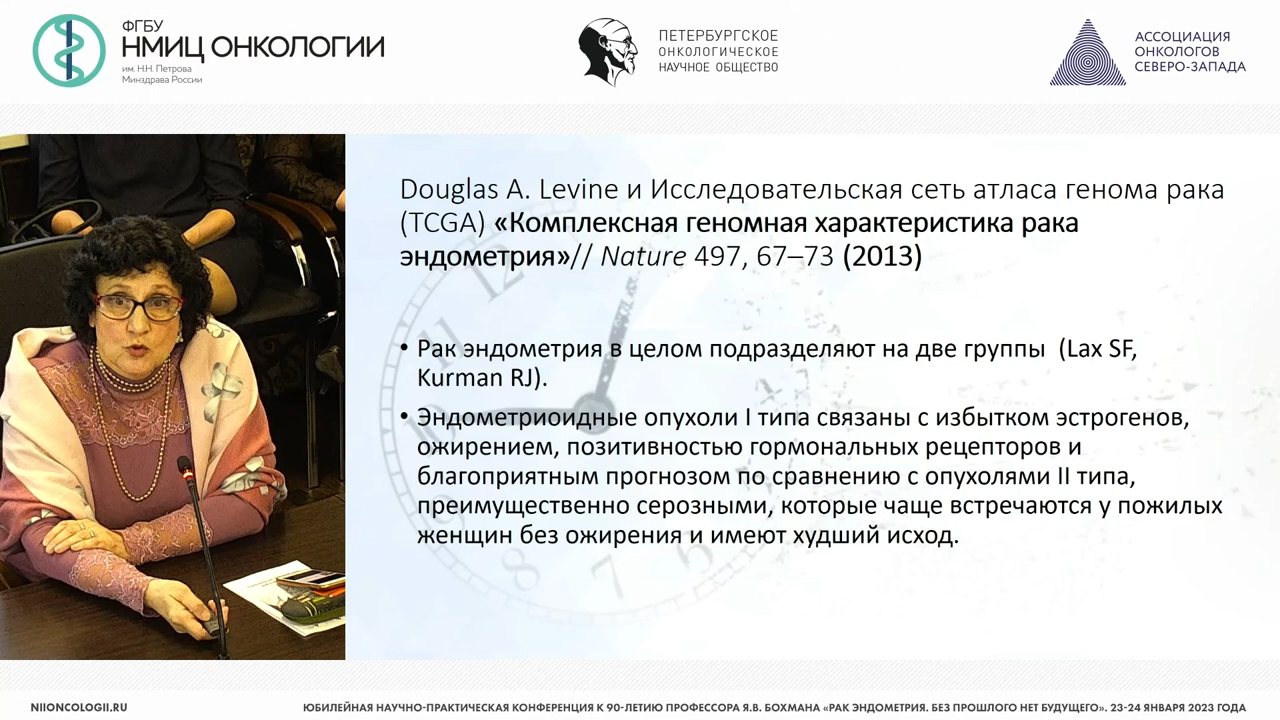 ФГБУ
НМИЦ ОНКОЛОГИИ
им. Н.Н. Петрова
Минздрава России
ПЕТЕРБУРГСКОЕ
ОНКОЛОГИЧЕСКОЕ
НАУЧНОЕ ОБЩЕСТВО
АССОЦИАЦИЯ
ОНКОЛОГОВ
СЕВЕРО-ЗАПАДА
Douglas A. Levine и Исследовательская сеть атласа генома рака
(TCGA) «Комплексная геномная характеристика рака
эндометрия»// Nature 497, 67–73 (2013)
• Рак эндометрия в целом подразделяют на две группы (Lax SF,
Kurman RJ).
• Эндометриоидные опухоли I типа связаны с избытком эстрогенов,
ожирением, позитивностью гормональных рецепторов и
благоприятным прогнозом по сравнению с опухолями II типа,
преимущественно серозными, которые чаще встречаются у пожилых
женщин без ожирения и имеют худший исход.
NIIONCOLOGII.RU
ЮБИЛЕЙНАЯ НАУЧНО-ПРАКТИЧЕСКАЯ КОНФЕРЕНЦИЯ К 90-ЛЕТИЮ ПРОФЕССОРА Я.В. БОХМАНА «РАК ЭНДОМЕТРИЯ. БЕЗ ПРОШЛОГО НЕТ БУДУЩЕГО». 23-24 ЯНВАРЯ 2023 ГОДА